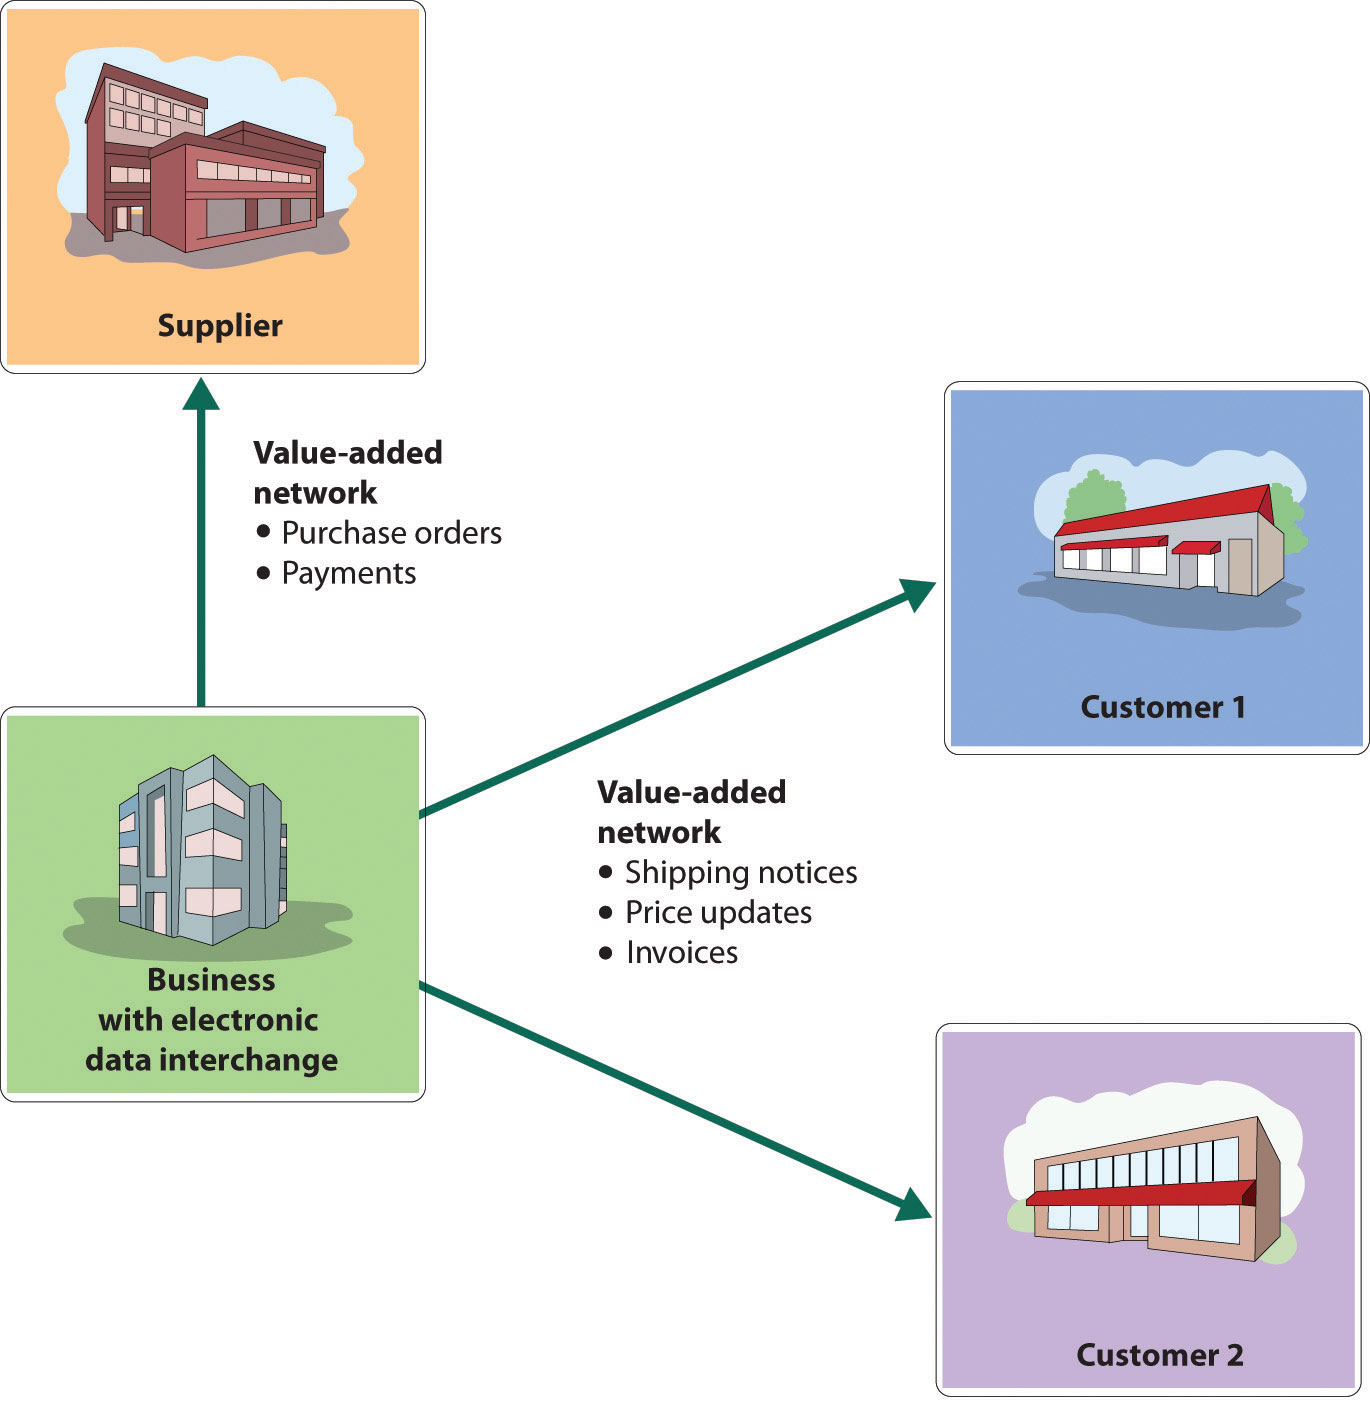 Supplier
Value-added
network
• Purchase orders
• Payments
Customer 1
Value-added
network
• Shipping notices
• Price updates
• Invoices
Business
with electronic
data interchange
Customer 2